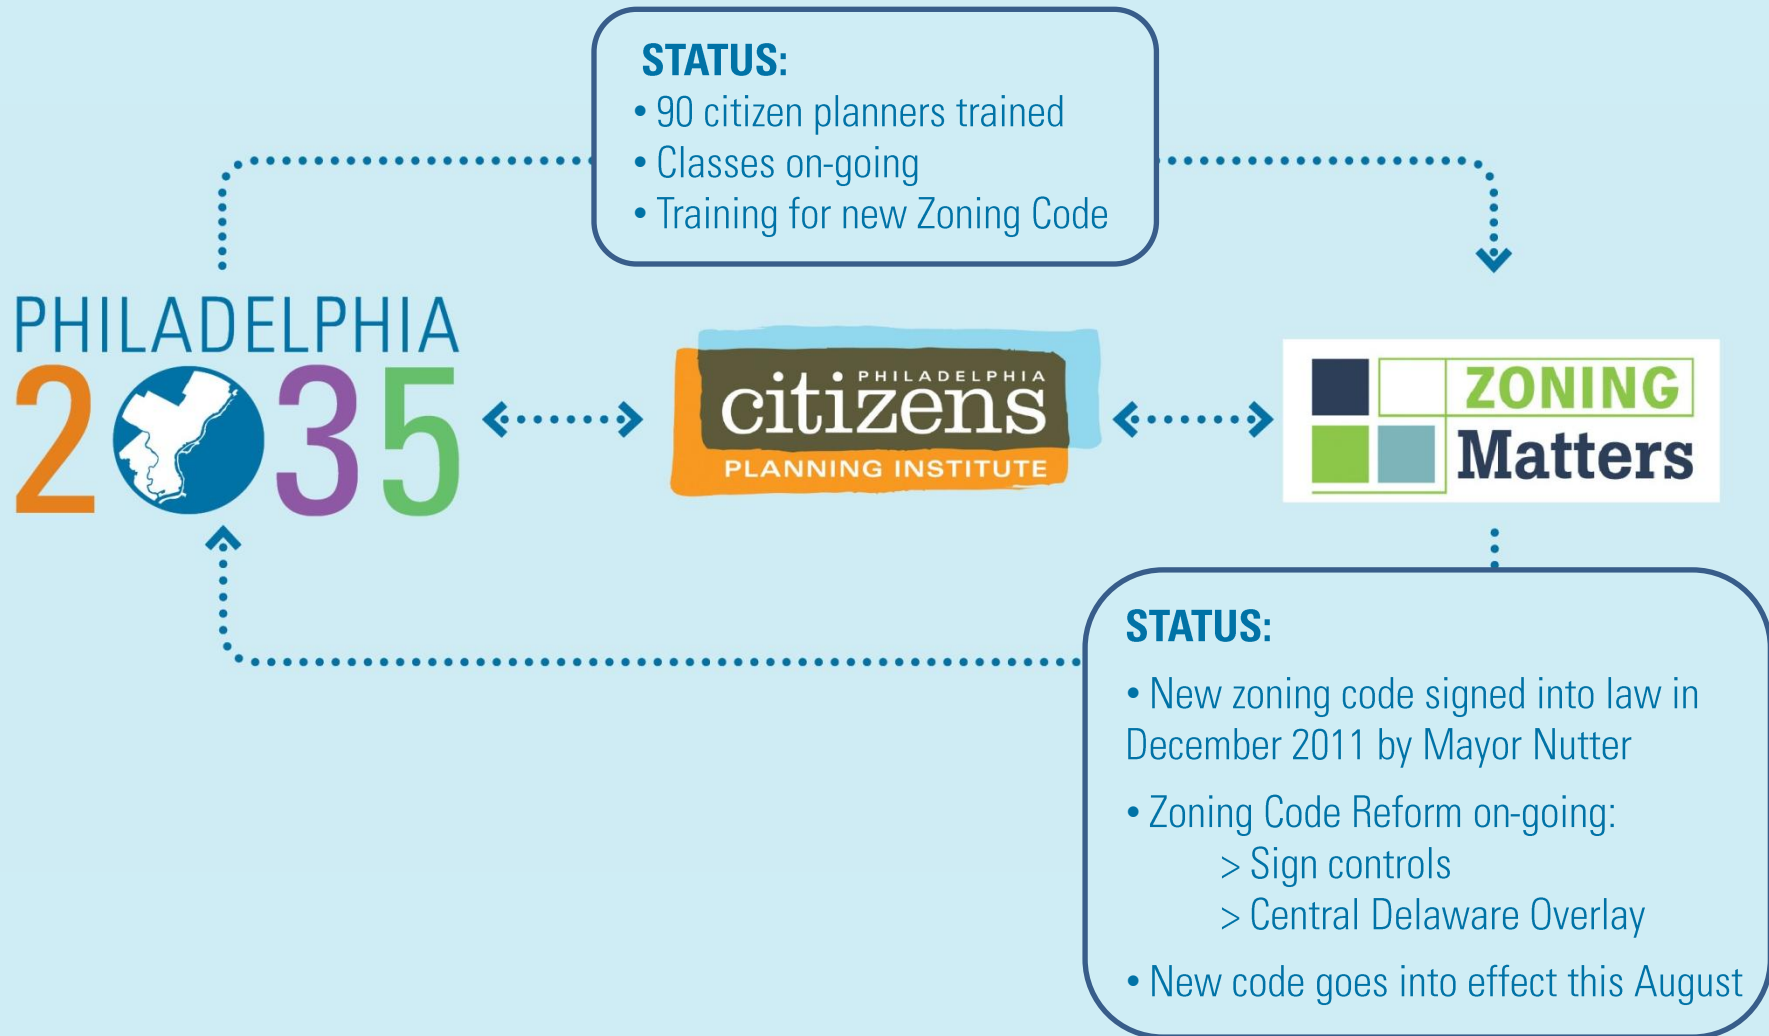 STATUS:
• 90 citizen planners trained
• Classes on-going
• Training for new Zoning Code
PHILADELPHIA
2035
PHILADELPHIA
citizens
PLANNING INSTITUTE
ZONING
Matters
STATUS:
• New zoning code signed into law in
December 2011 by Mayor Nutter
• Zoning Code Reform on-going:
> Sign controls
> Central Delaware Overlay
• New code goes into effect this August